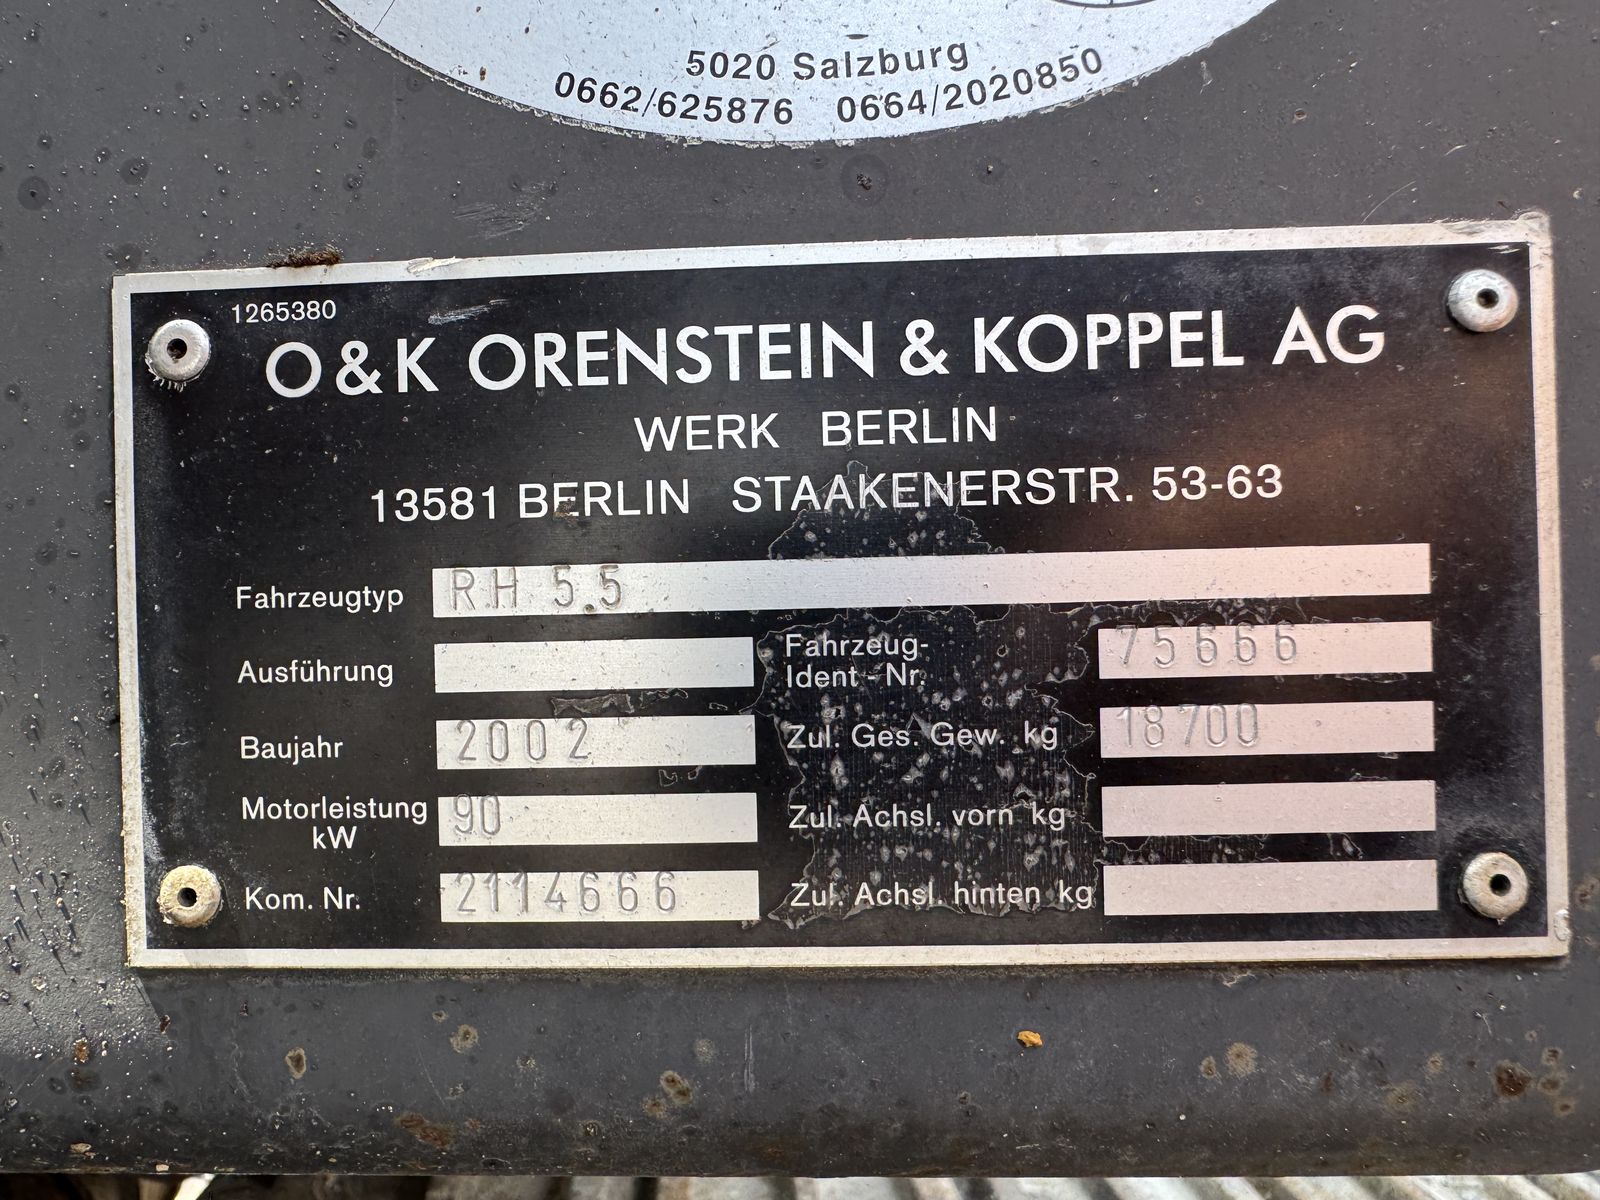 5020 Salzburg
0662/625876 0664/2020850
1265380
O&K ORENSTEIN & KOPPEL AG
WERK BERLIN
13581 BERLIN STAAKENERSTR. 53-63
Fahrzeugtyp RH 5.5
Ausführung
Fahrzeug-
Ident - Nr. 75666
Baujahr 2002
Zul. Ges. Gew. kg 18700
Motorleistung
kW 90
Zul. Achsl. vorn kg
Kom. Nr. 2114666
Zul. Achsl. hinten kg